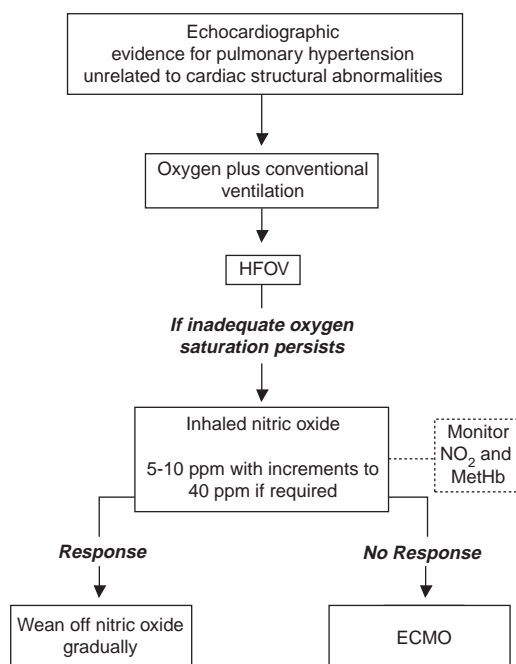 Echocardiographic
evidence for pulmonary hypertension
unrelated to cardiac structural abnormalities
Oxygen plus conventional
ventilation
HFOV
If inadequate oxygen
saturation persists
Inhaled nitric oxide
5-10 ppm with increments to
40 ppm if required
Monitor
NO2 and
MetHb
Response
No Response
Wean off nitric oxide
gradually
ECMO